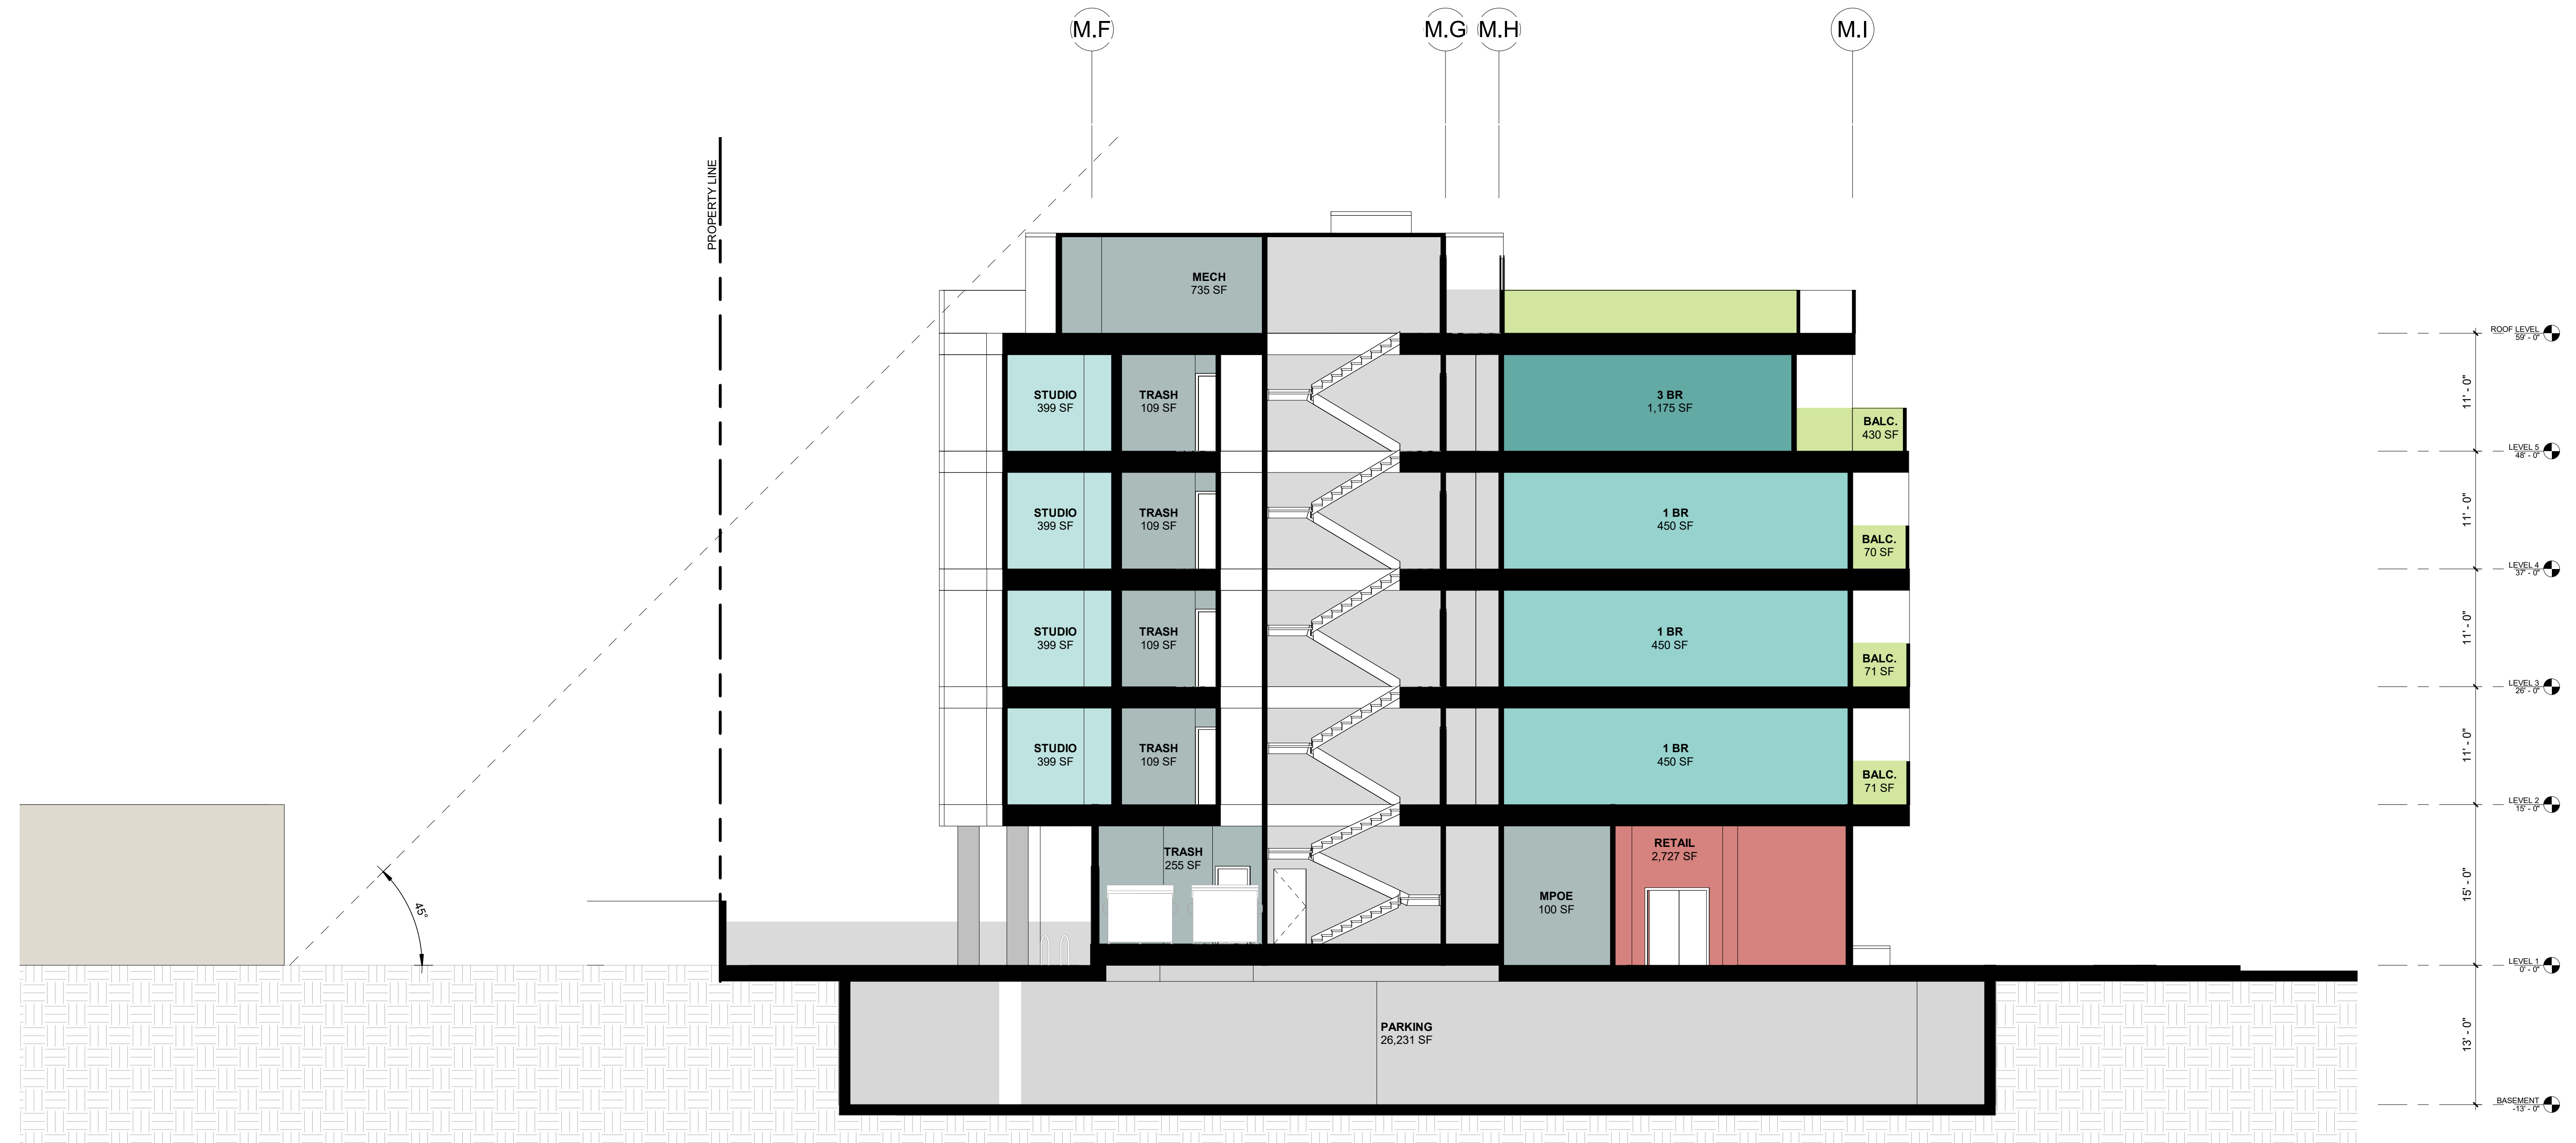 M.F
M.G
M.H
M.I
PROPERTY LINE
MECH
735 SF
ROOF LEVEL
59' - 0"
STUDIO
399 SF
TRASH
109 SF
3 BR
1,175 SF
BALC.
430 SF
11' - 0"
LEVEL 5
48' - 0"
STUDIO
399 SF
TRASH
109 SF
1 BR
450 SF
BALC.
70 SF
11' - 0"
LEVEL 4
37' - 0"
STUDIO
399 SF
TRASH
109 SF
1 BR
450 SF
BALC.
71 SF
11' - 0"
LEVEL 3
26' - 0"
STUDIO
399 SF
TRASH
109 SF
1 BR
450 SF
BALC.
71 SF
11' - 0"
LEVEL 2
15' - 0"
TRASH
255 SF
MPOE
100 SF
RETAIL
2,727 SF
15' - 0"
45°
LEVEL 1
0' - 0"
PARKING
26,231 SF
13' - 0"
BASEMENT
-13' - 0"